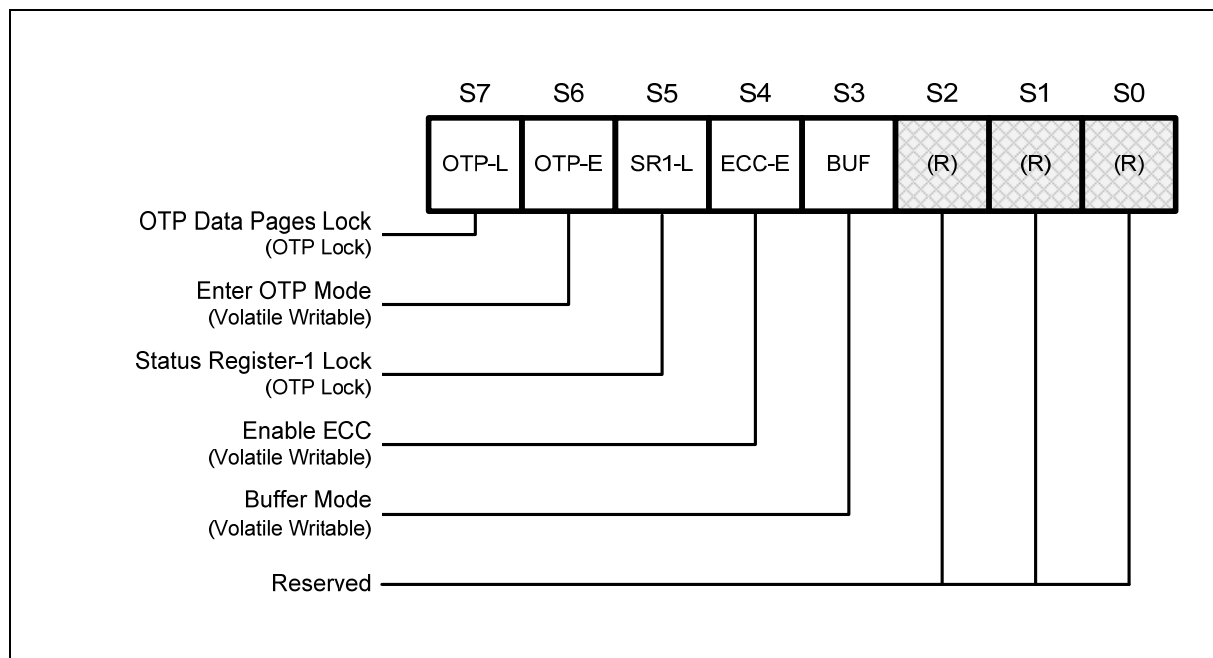 S7 S6 S5 S4 S3 S2 S1 S0
OTP-L OTP-E SR1-L ECC-E BUF (R) (R) (R)
OTP Data Pages Lock
(OTP Lock)
Enter OTP Mode
(Volatile Writable)
Status Register-1 Lock
(OTP Lock)
Enable ECC
(Volatile Writable)
Buffer Mode
(Volatile Writable)
Reserved